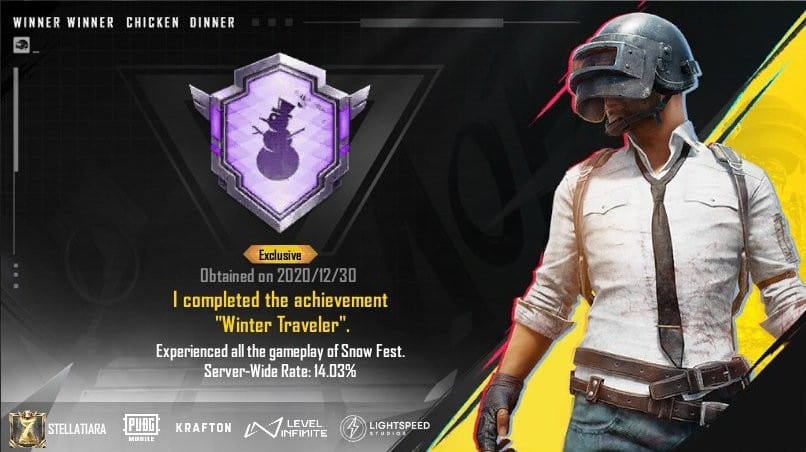 WINNER WINNER CHICKEN DINNER
Exclusive
Obtained on 2020/12/30
I completed the achievement
"Winter Traveler".
Experienced all the gameplay of Snow Fest.
Server-Wide Rate: 14.03%
STELLATIARA
PUBG
MOBILE
KRAFTON
LEVEL
INFINITE
LIGHTSPEED
STUDIOS